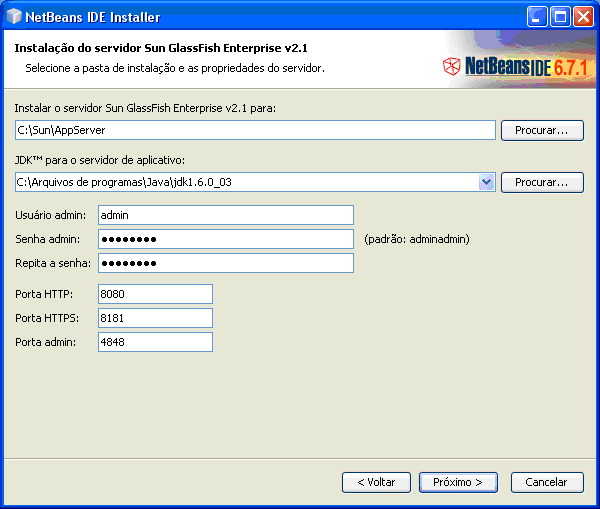 NetBeans IDE Installer
Instalação do servidor Sun GlassFish Enterprise v2.1
Selecione a pasta de instalação e as propriedades do servidor.
NetBeans IDE 6.7.1
Instalar o servidor Sun GlassFish Enterprise v2.1 para:
C:\Sun\AppServer Procurar...
JDK™ para o servidor de aplicativo:
C:\Arquivos de programas\Java\jdk1.6.0_03 Procurar...
Usuário admin: admin
Senha admin: ●●●●●●●● (padrão: adminadmin)
Repita a senha: ●●●●●●●●
Porta HTTP: 8080
Porta HTTPS: 8181
Porta admin: 4848
< Voltar Próximo > Cancelar